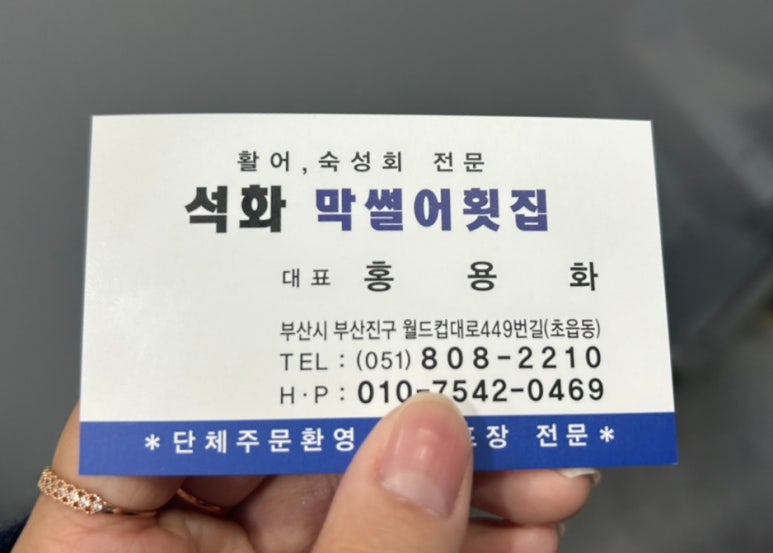 활어,숙성회 전문
석화 막썰어횟집
대표 홍 용 화
부산시 부산진구 월드컵대로449번길(초읍동)
TEL : (051) 808-2210
H·P : 010-7542-0469
*단체주문환영 전문*